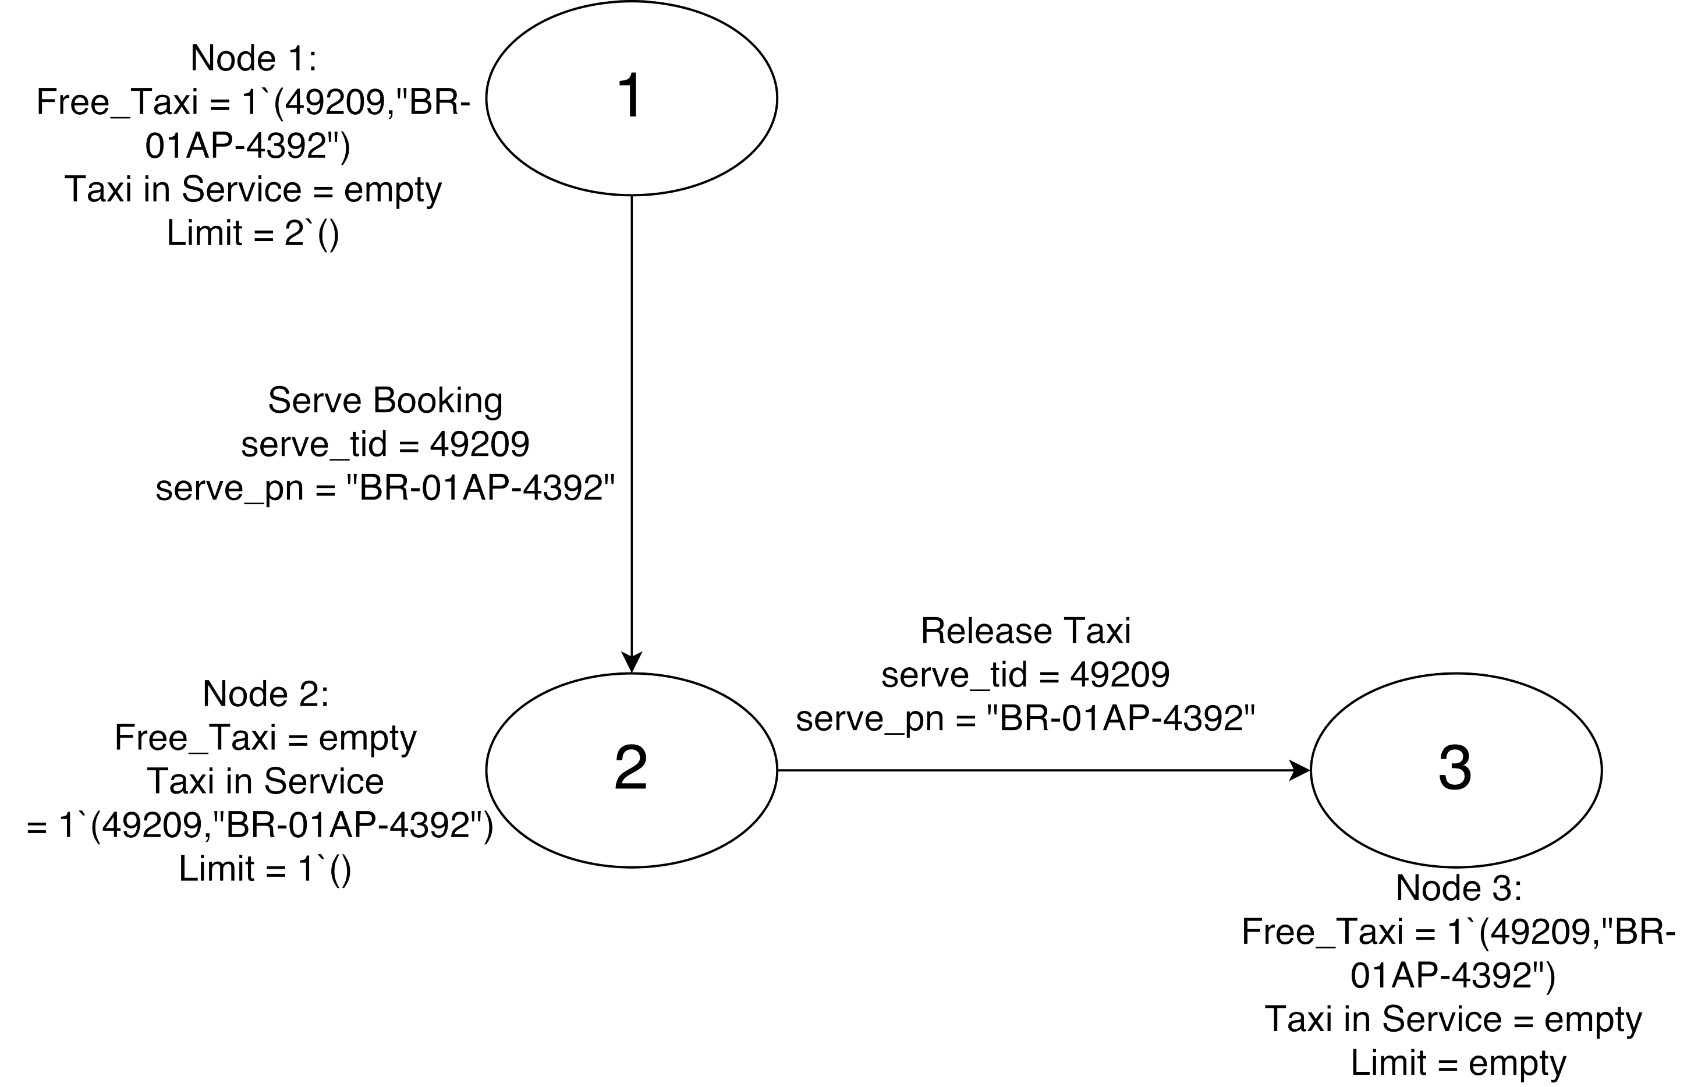 Node 1:
Free_Taxi = 1`(49209,"BR-
01AP-4392")
Taxi in Service = empty
Limit = 2`()
1
Serve Booking
serve_tid = 49209
serve_pn = "BR-01AP-4392"
Node 2:
Free_Taxi = empty
Taxi in Service
= 1`(49209,"BR-01AP-4392")
Limit = 1`()
2
Release Taxi
serve_tid = 49209
serve_pn = "BR-01AP-4392"
3
Node 3:
Free_Taxi = 1`(49209,"BR-
01AP-4392")
Taxi in Service = empty
Limit = empty